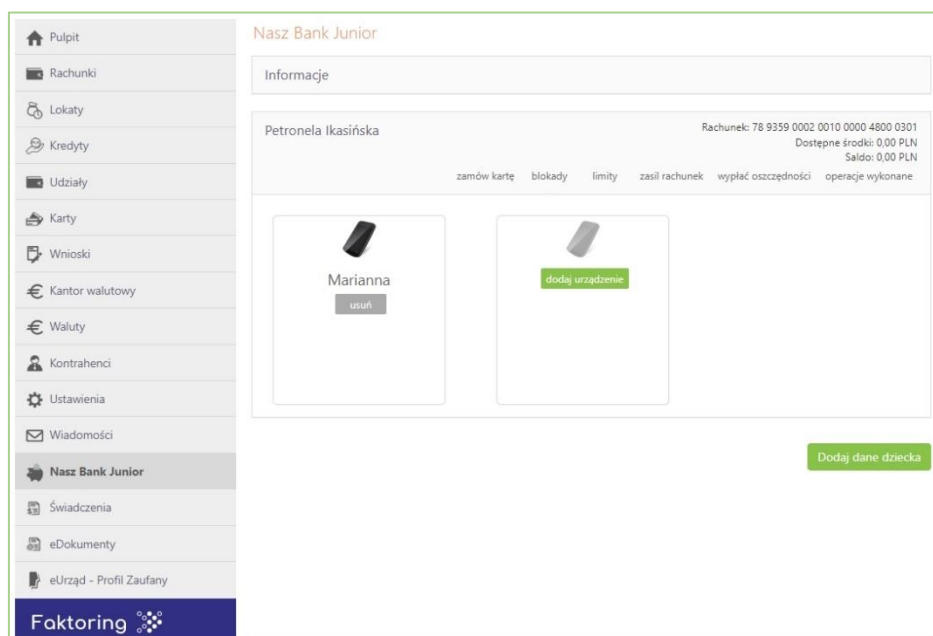 Pulpit
Rachunki
Lokaty
Kredyty
Udziały
Karty
Wnioski
Kantor walutowy
Waluty
Kontrahenci
Ustawienia
Wiadomości
Nasz Bank Junior
Świadczenia
eDokumenty
eUrząd - Profil Zaufany
Faktoring
Nasz Bank Junior
Informacje
Petronela Ikasińska
Rachunek: 78 9359 0002 0010 0000 4800 0301
Dostępne środki: 0,00 PLN
Saldo: 0,00 PLN
zamów kartę blokady limity zasil rachunek wypłać oszczędności operacje wykonane
Marianna
usuń
dodaj urządzenie
Dodaj dane dziecka